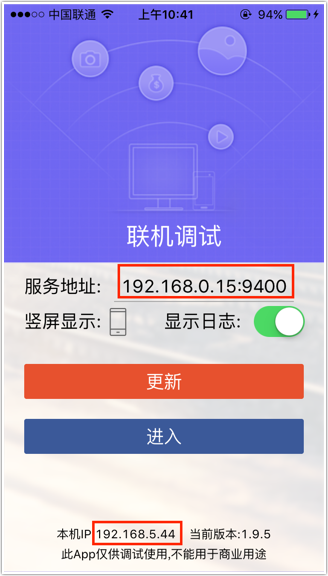 中国联通 上午10:41 94%
联机调试
服务地址: 192.168.0.15:9400
竖屏显示: 显示日志:
更新
进入
本机IP 192.168.5.44 当前版本:1.9.5
此App仅供调试使用,不能用于商业用途